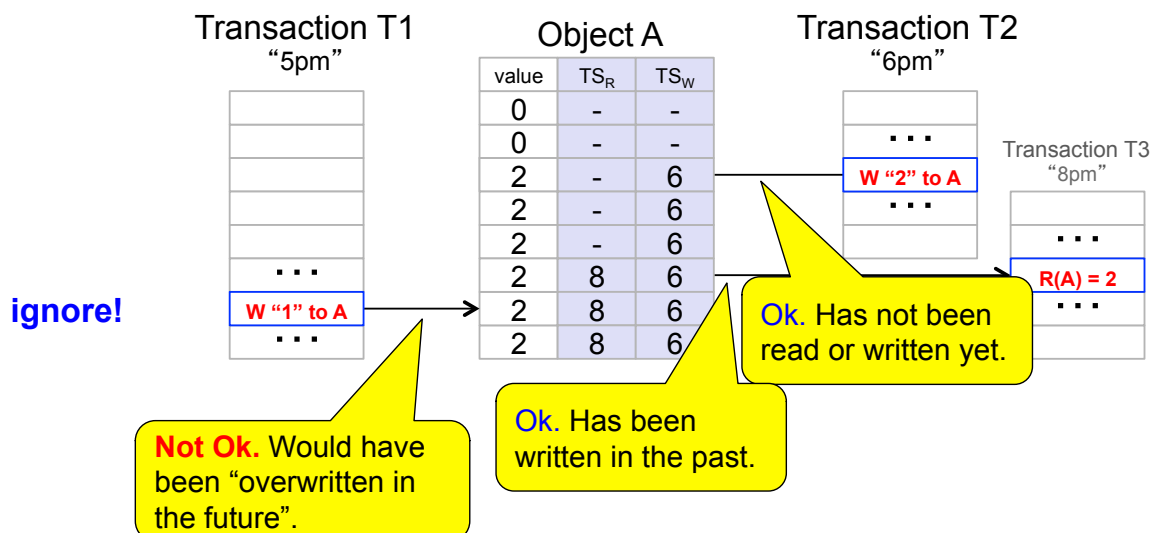 Transaction T1
“5pm”
Object A
Transaction T2
“6pm”
value TSR TSW
0 - -
0 - -
. . .
Transaction T3
“8pm”
2 - 6
W “2” to A
2 - 6
. . .
2 - 6
. . .
. . .
2 8 6
R(A) = 2
ignore!
W “1” to A
2 8 6
. . .
. . .
2 8 6
Ok. Has not been
read or written yet.
Ok. Has been
written in the past.
Not Ok. Would have
been “overwritten in
the future”.